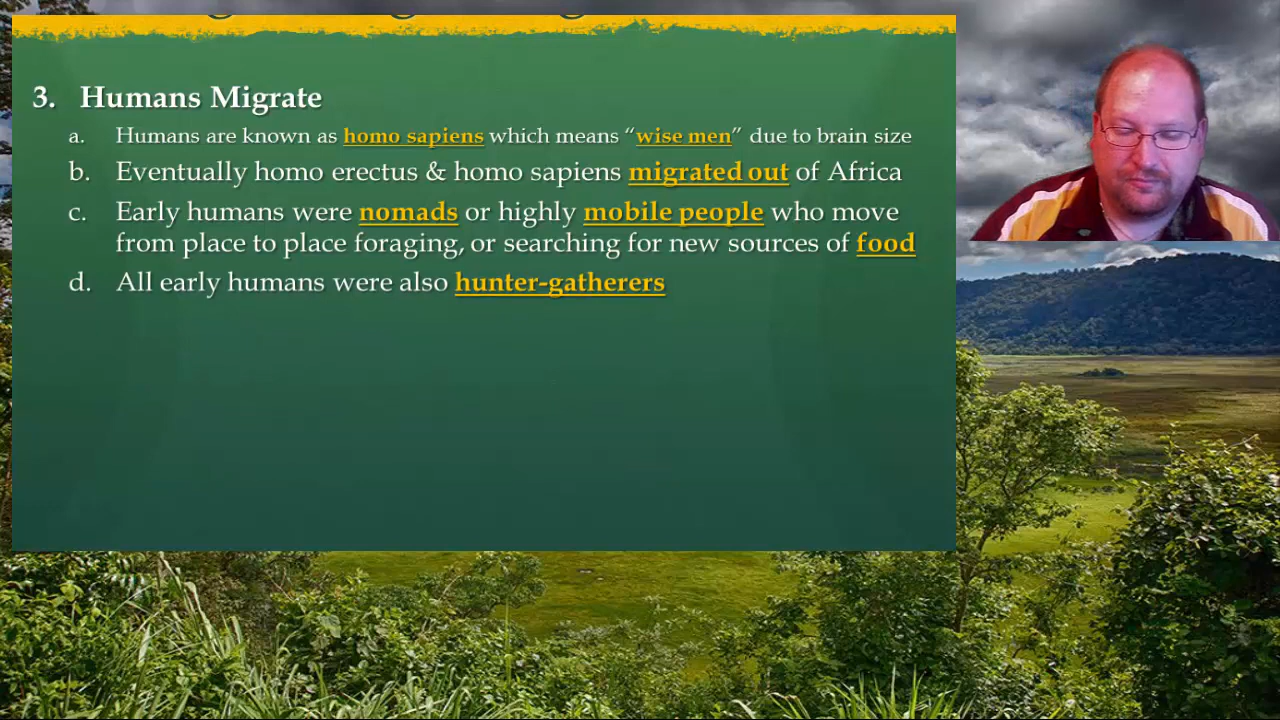 3. Humans Migrate
a. Humans are known as homo sapiens which means “wise men” due to brain size
b. Eventually homo erectus & homo sapiens migrated out of Africa
c. Early humans were nomads or highly mobile people who move
from place to place foraging, or searching for new sources of food
d. All early humans were also hunter-gatherers